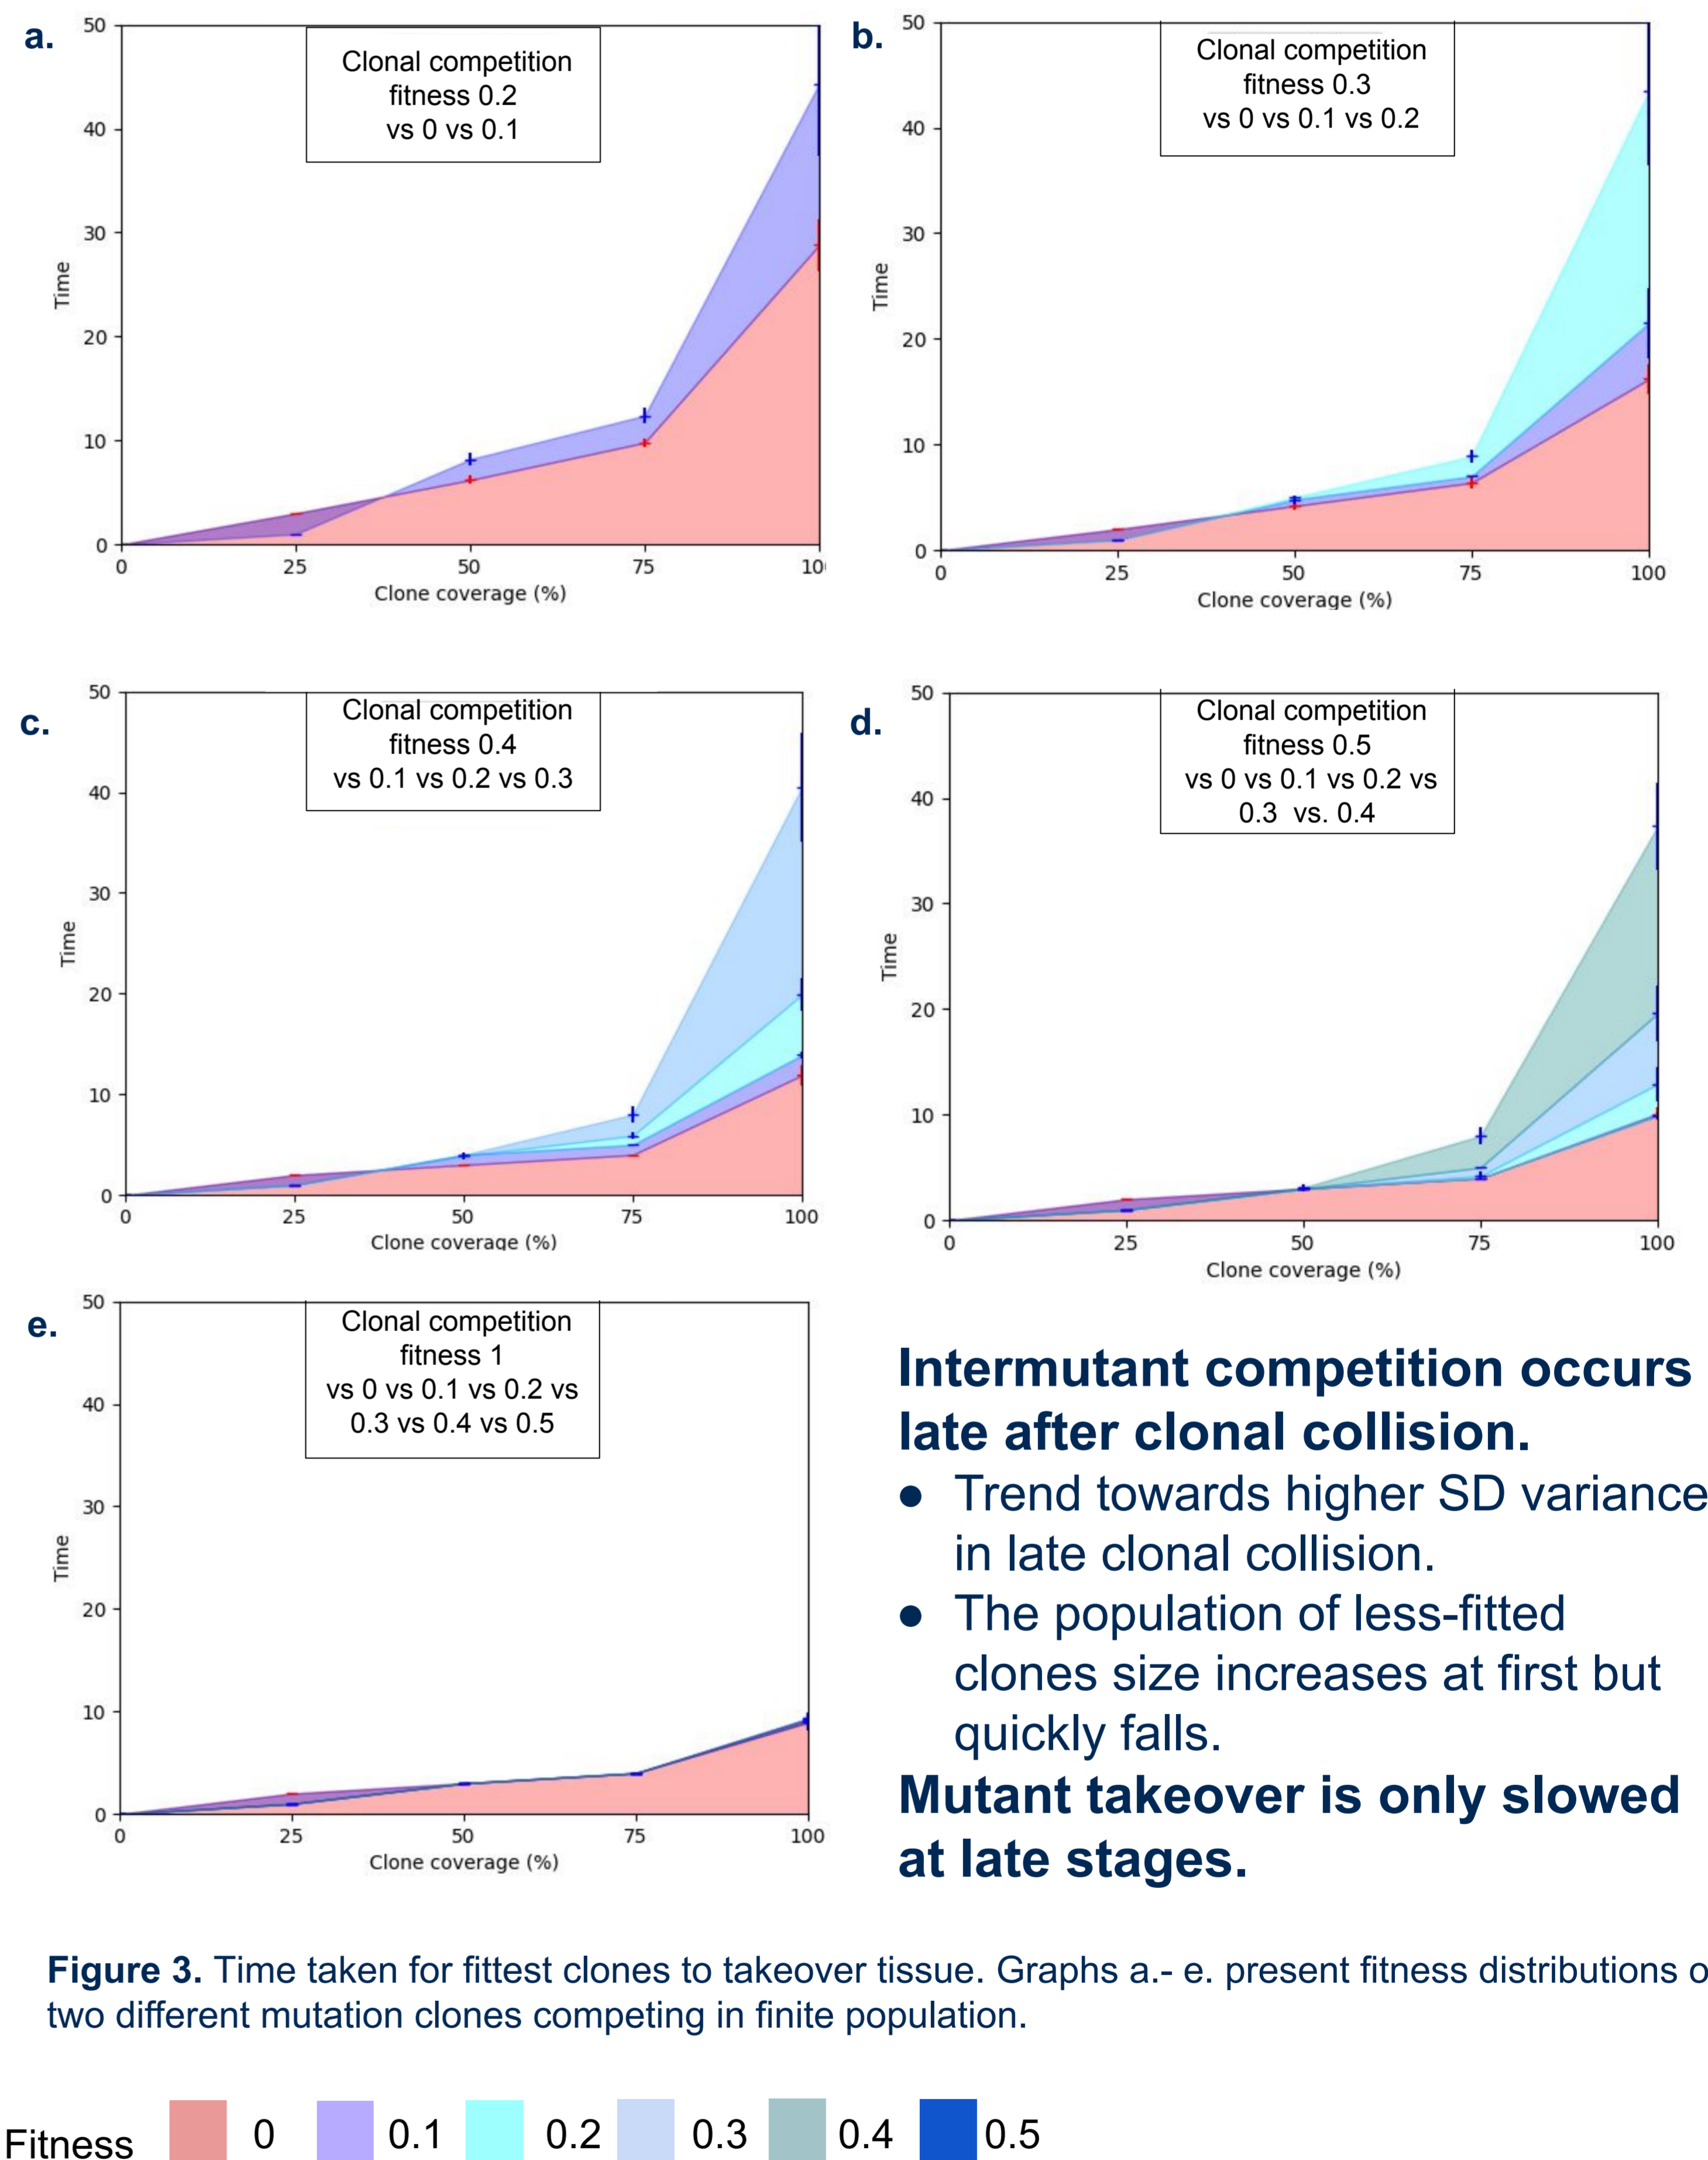 a.
Clonal competition
fitness 0.2
vs 0 vs 0.1
50
40
30
20
10
0
Time
0 25 50 75 10
Clone coverage (%)
b.
Clonal competition
fitness 0.3
vs 0 vs 0.1 vs 0.2
50
40
30
20
10
0
Time
0 25 50 75 100
Clone coverage (%)
c.
Clonal competition
fitness 0.4
vs 0.1 vs 0.2 vs 0.3
50
40
30
20
10
0
Time
0 25 50 75 100
Clone coverage (%)
d.
Clonal competition
fitness 0.5
vs 0 vs 0.1 vs 0.2 vs
0.3 vs. 0.4
50
40
30
20
10
0
Time
0 25 50 75 100
Clone coverage (%)
e.
Clonal competition
fitness 1
vs 0 vs 0.1 vs 0.2 vs
0.3 vs 0.4 vs 0.5
50
40
30
20
10
0
Time
0 25 50 75 100
Clone coverage (%)
Intermutant competition occurs
late after clonal collision.
● Trend towards higher SD variance
in late clonal collision.
● The population of less-fitted
clones size increases at first but
quickly falls.
Mutant takeover is only slowed
at late stages.
Figure 3. Time taken for fittest clones to takeover tissue. Graphs a.- e. present fitness distributions o
two different mutation clones competing in finite population.
Fitness 0 0.1 0.2 0.3 0.4 0.5